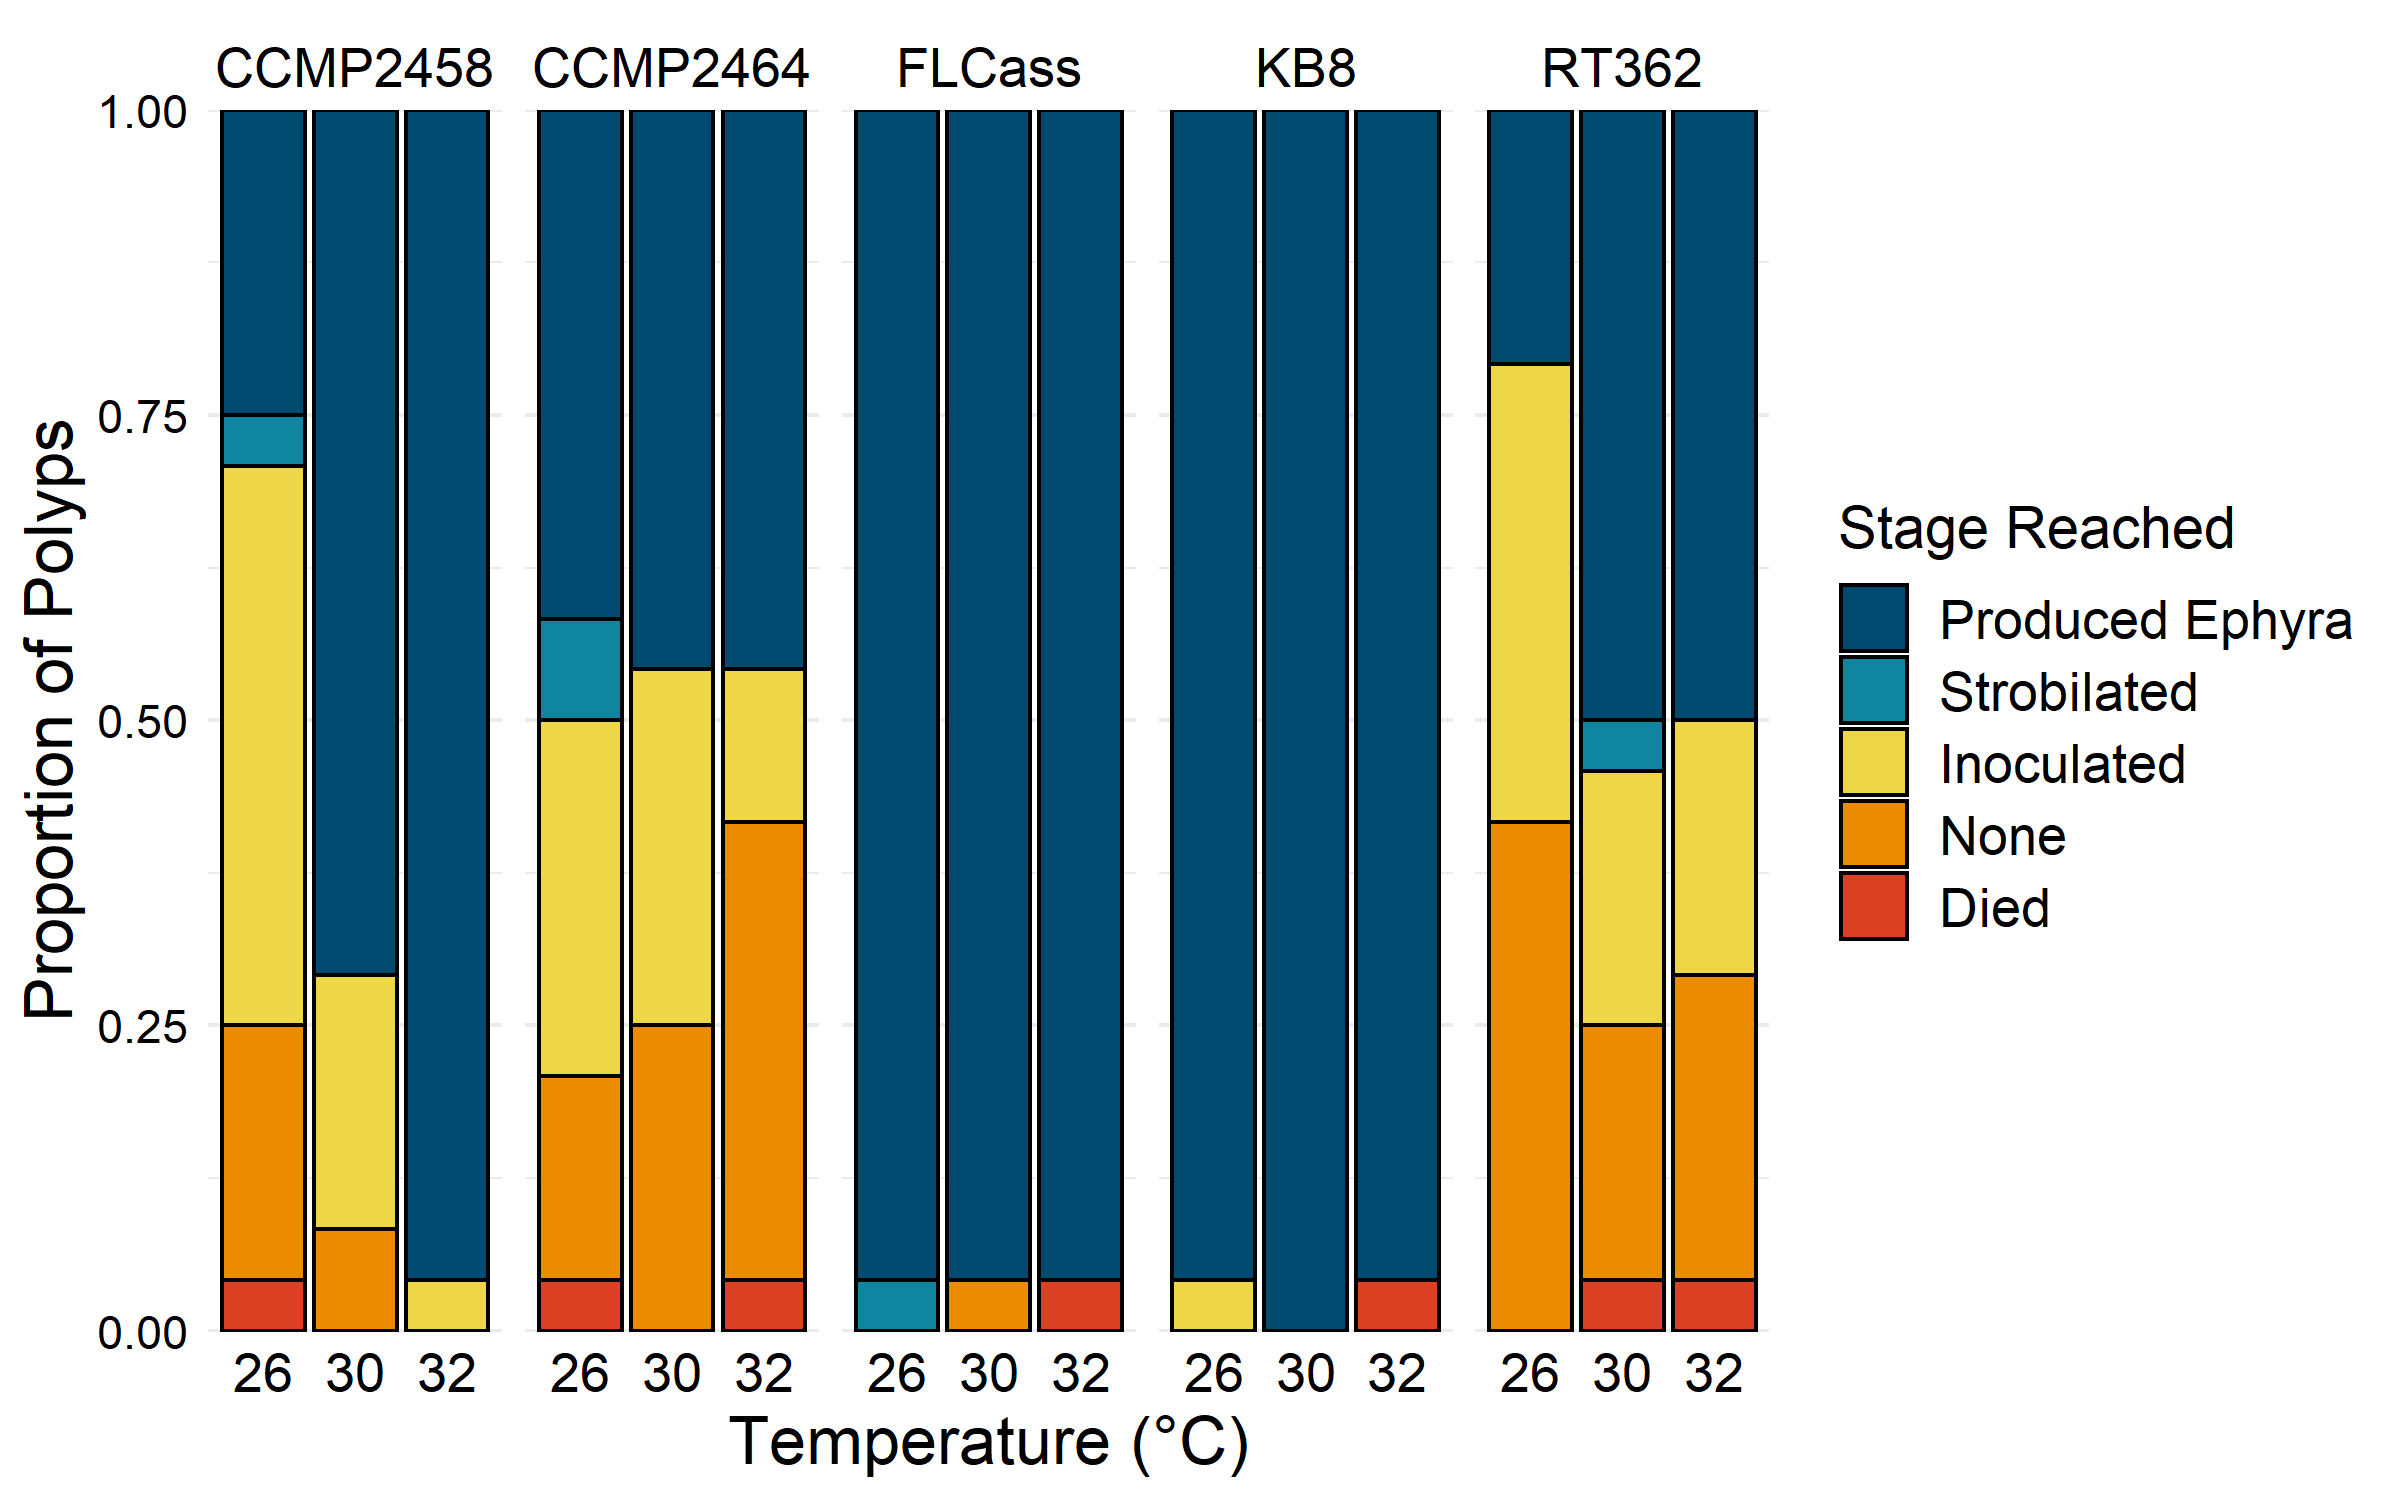 CCMP2458 CCMP2464 FLCass KB8 RT362
1.00
0.75
0.50
0.25
0.00
Proportion of Polyps
26 30 32 26 30 32 26 30 32 26 30 32 26 30 32
Temperature (°C)
Stage Reached
Produced Ephyra
Strobilated
Inoculated
None
Died